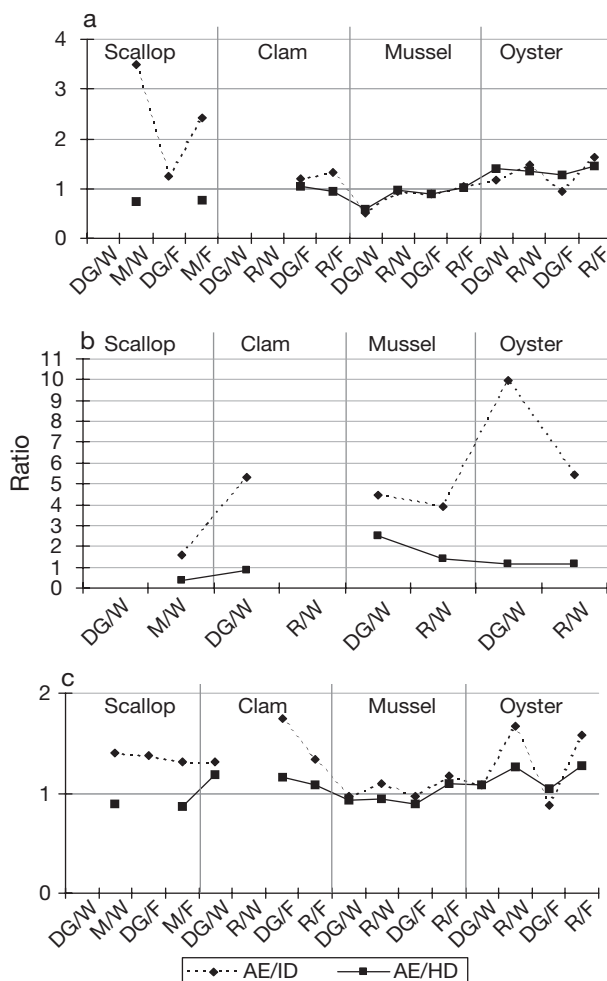 a
Scallop Clam Mussel Oyster
4
3
2
1
0
DG/W M/W DG/F M/F DG/W R/W DG/F R/F DG/W R/W DG/F R/F DG/W R/W DG/F R/F
b
Scallop Clam Mussel Oyster
11
10
9
8
7
6
5
4
3
2
1
0
Ratio
DG/W M/W DG/W R/W DG/W R/W DG/W R/W
c
Scallop Clam Mussel Oyster
2
1
0
DG/W M/W DG/F M/F DG/W R/W DG/F R/F DG/W R/W DG/F R/F DG/W R/W DG/F R/F
AE/ID AE/HD